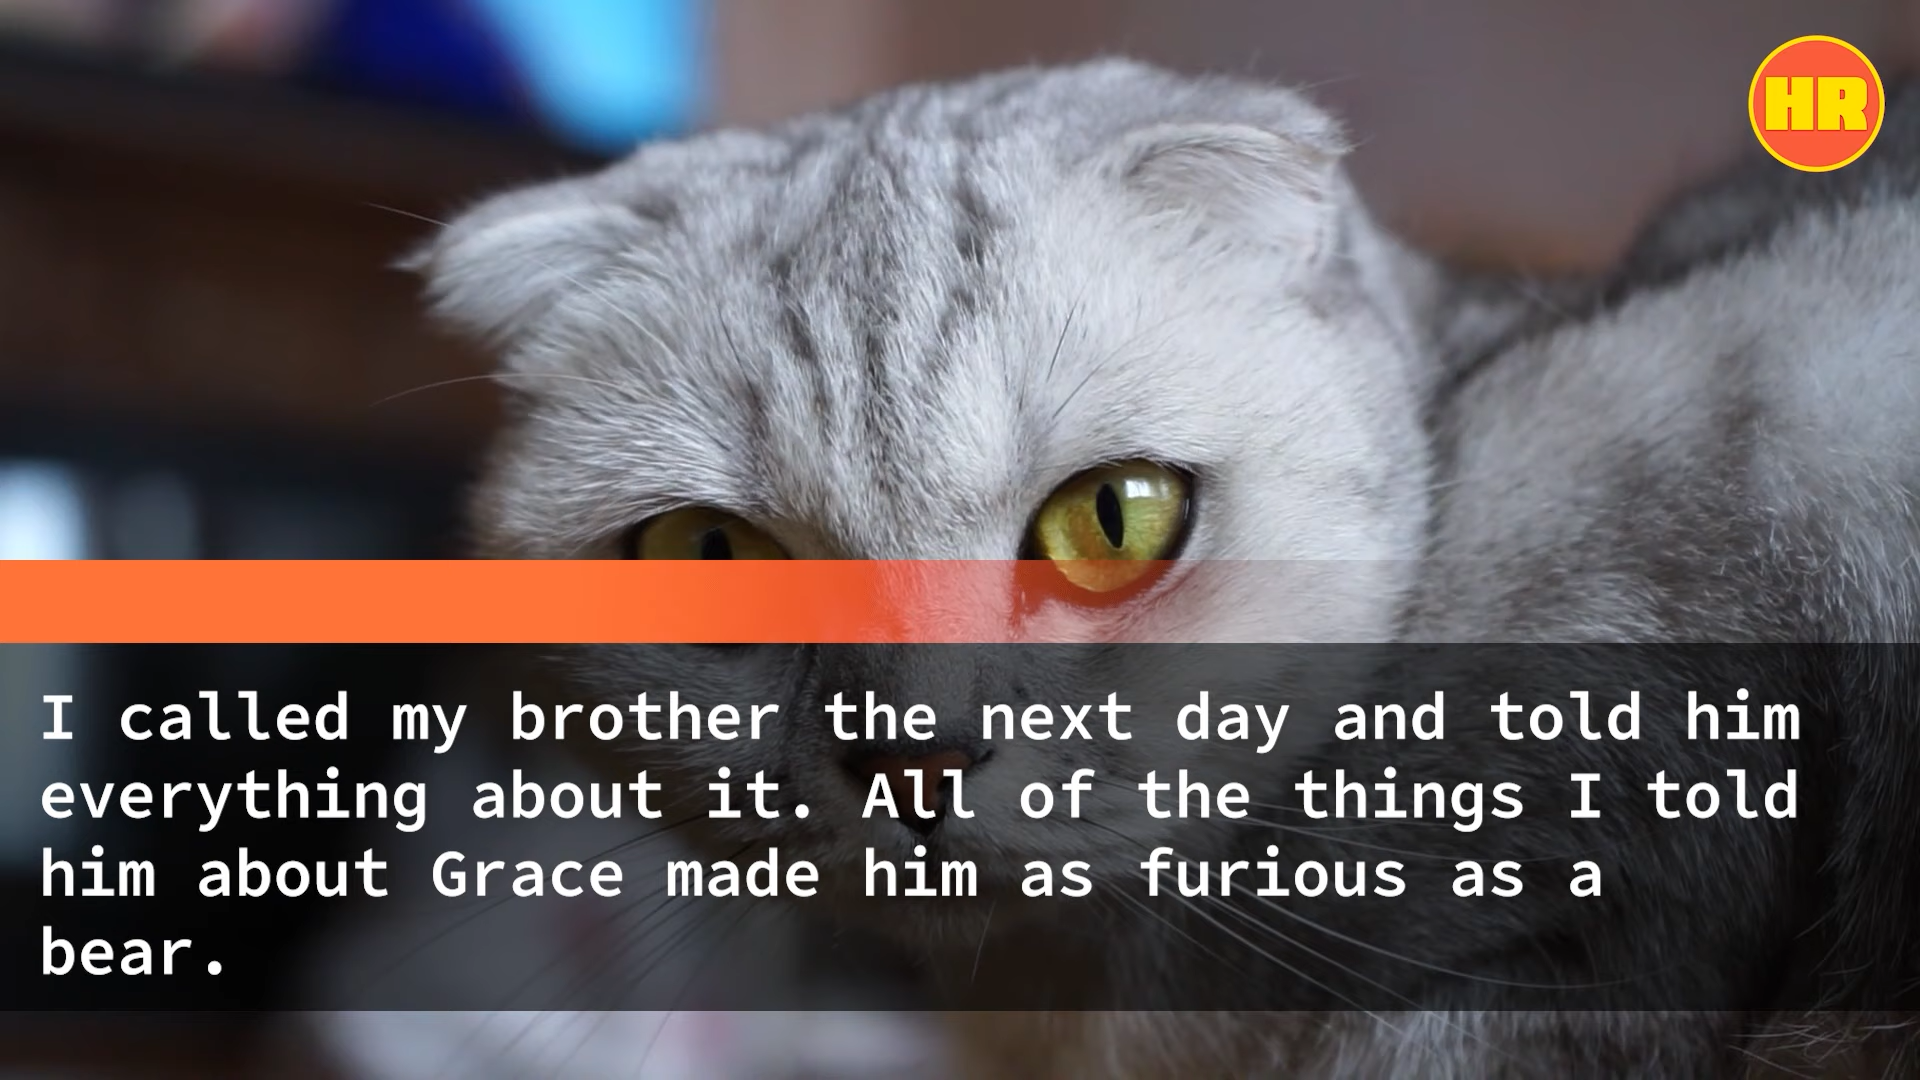 HR
I called my brother the next day and told him
everything about it. All of the things I told
him about Grace made him as furious as a
bear.